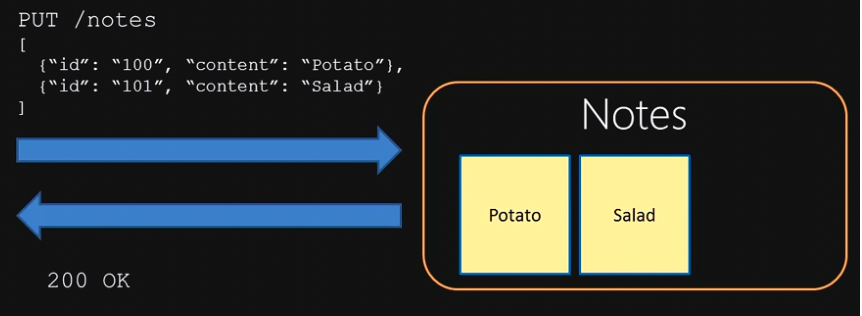 PUT /notes
[
{“id”: “100”, “content”: “Potato”},
{“id”: “101”, “content”: “Salad”}
]
Notes
Potato
Salad
200 OK